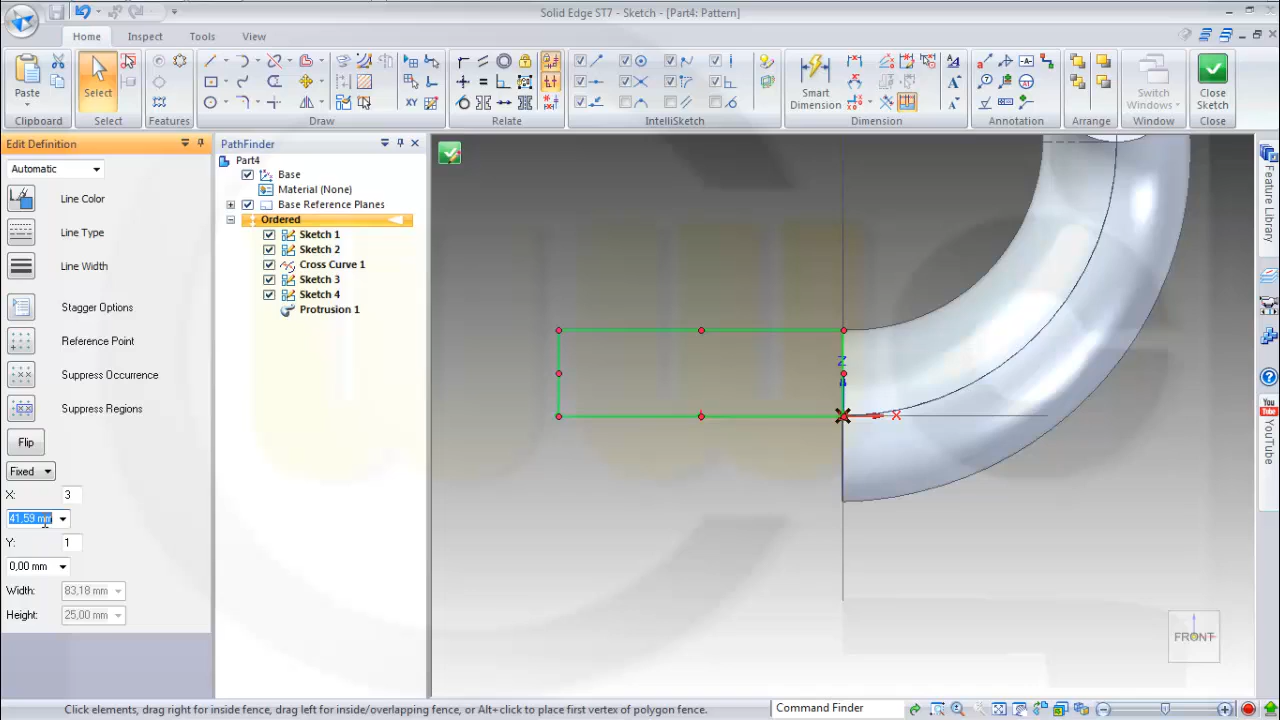 Solid Edge ST7 - Sketch - [Part4: Pattern]
Home
Inspect
Tools
View
Paste
Select
Smart
Dimension
XY
Switch
Windows
Close
Sketch
Clipboard
Select
Features
Draw
Relate
IntelliSketch
Dimension
Annotation
Arrange
Window
Close
Edit Definition
Automatic
Line Color
Line Type
Line Width
Stagger Options
Reference Point
Suppress Occurrence
Suppress Regions
Flip
Fixed
X: 3
41,59 mm
Y: 1
0,00 mm
Width: 83,18 mm
Height: 25,00 mm
PathFinder
Part4
Base
Material (None)
Base Reference Planes
Ordered
Sketch 1
Sketch 2
Cross Curve 1
Sketch 3
Sketch 4
Protrusion 1
Z
X
FRONT
Feature Library
You
Tube
YouTube
Click elements, drag right for inside fence, drag left for inside/overlapping fence, or Alt+click to place first vertex of polygon fence.
Command Finder